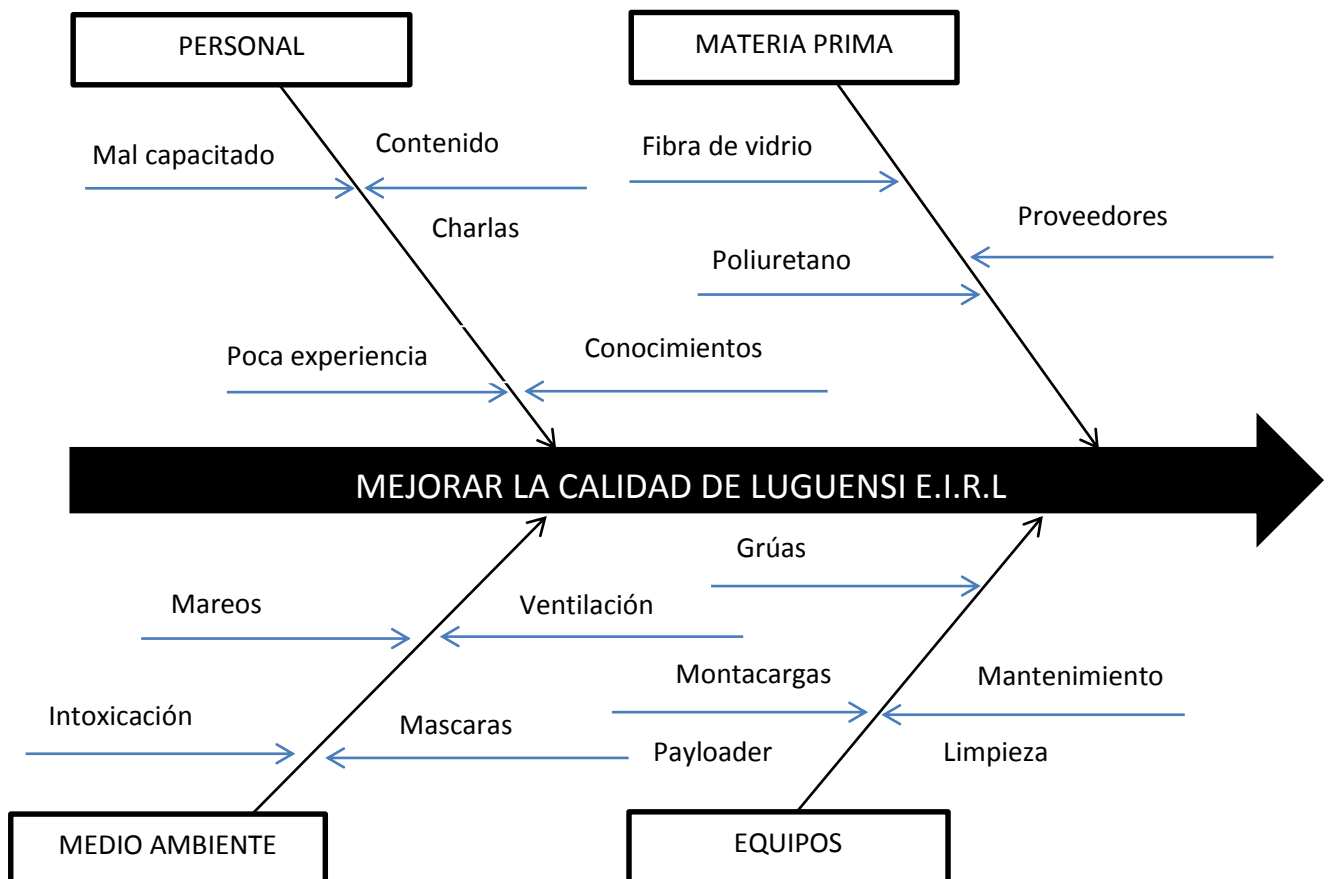 PERSONAL
MATERIA PRIMA
Mal capacitado
Contenido
Charlas
Fibra de vidrio
Proveedores
Poliuretano
Poca experiencia
Conocimientos
MEJORAR LA CALIDAD DE LUGUENSI E.I.R.L
Grúas
Mareos
Ventilación
Montacargas
Mantenimiento
Intoxicación
Mascaras
Payloader
Limpieza
MEDIO AMBIENTE
EQUIPOS